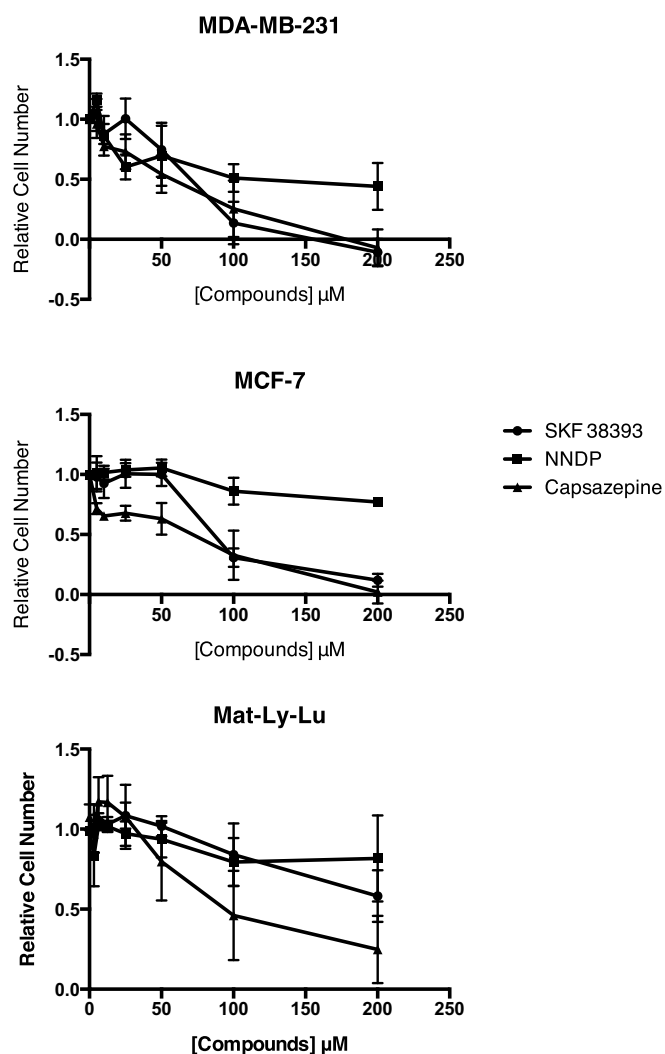 MDA-MB-231
1.5
1.0
0.5
0.0
-0.5
Relative Cell Number
50 100 150 200 250
[Compounds] µM
MCF-7
1.5
1.0
0.5
0.0
-0.5
Relative Cell Number
50 100 150 200 250
[Compounds] µM
SKF 38393
NNDP
Capsazepine
Mat-Ly-Lu
1.5
1.0
0.5
0.0
Relative Cell Number
0 50 100 150 200 250
[Compounds] µM